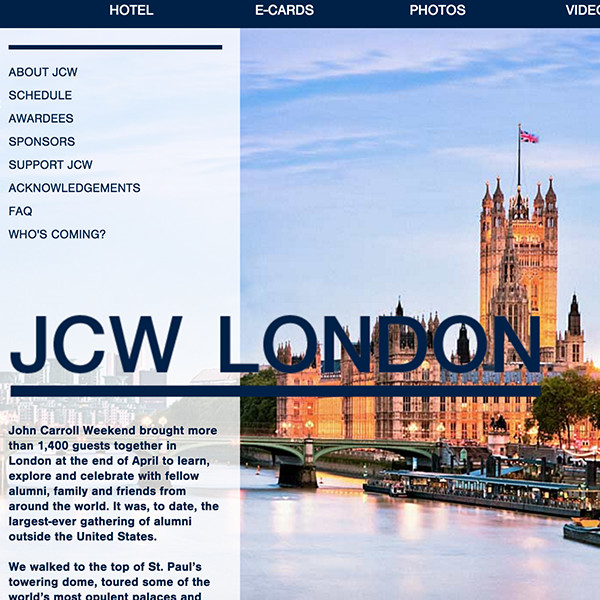 HOTEL E-CARDS PHOTOS
ABOUT JCW
SCHEDULE
AWARDEES
SPONSORS
SUPPORT JCW
ACKNOWLEDGEMENTS
FAQ
WHO'S COMING?
JCW LONDON
John Carroll Weekend brought more
than 1,400 guests together in
London at the end of April to learn,
explore and celebrate with fellow
alumni, family and friends from
around the world. It was, to date, the
largest-ever gathering of alumni
outside the United States.
We walked to the top of St. Paul's
towering dome, toured some of the
world's most opulent palaces and